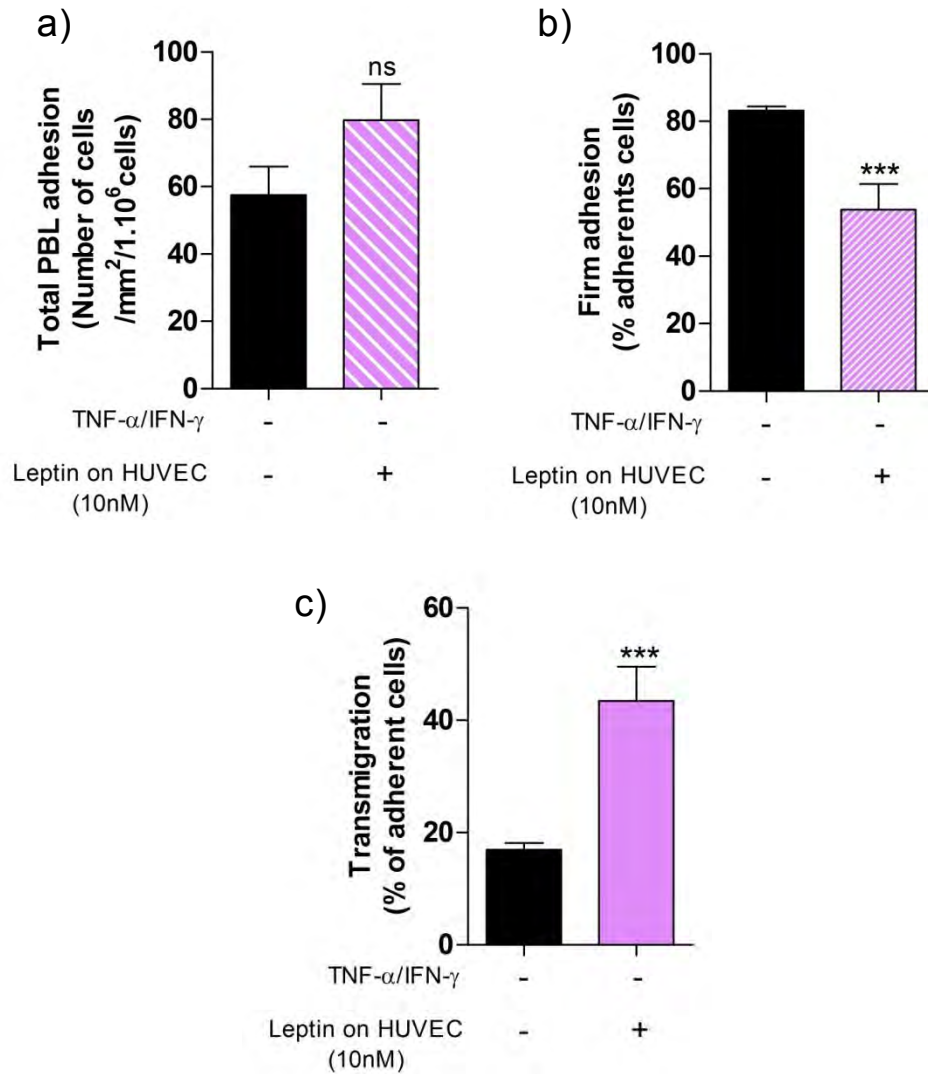 a)
Total PBL adhesion
(Number of cells
/mm²/1.10⁶ cells)
100
80
60
40
20
0
ns
TNF-α/IFN-γ - -
Leptin on HUVEC - +
(10nM)
b)
Firm adhesion
(% adherents cells)
100
80
60
40
20
0
***
TNF-α/IFN-γ - -
Leptin on HUVEC - +
(10nM)
c)
Transmigration
(% of adherent cells)
60
40
20
0
***
TNF-α/IFN-γ - -
Leptin on HUVEC - +
(10nM)